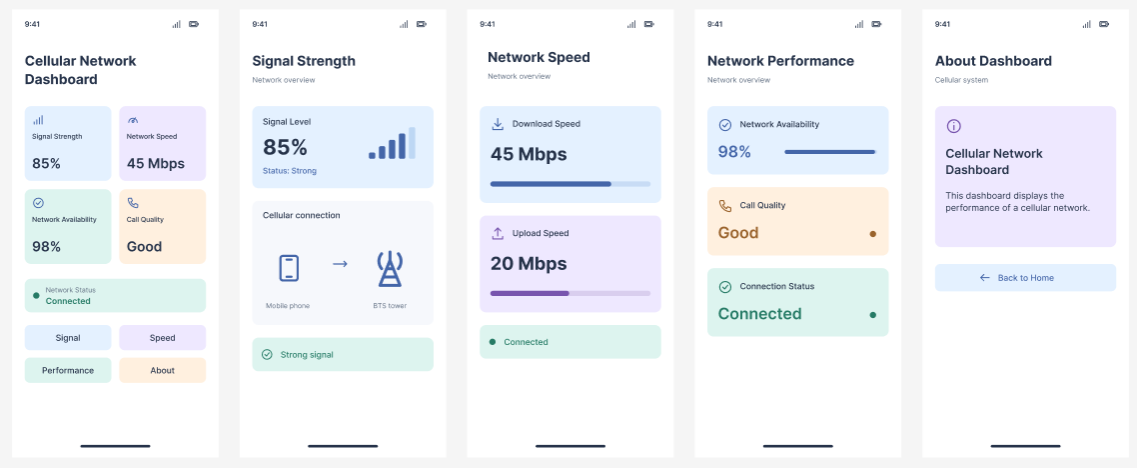 9:41
Cellular Network
Dashboard
Signal Strength
85%
Network Speed
45 Mbps
Network Availability
98%
Call Quality
Good
Network Status
Connected
Signal
Speed
Performance
About
9:41
Signal Strength
Network overview
Signal Level
85%
Status: Strong
Cellular connection
Mobile phone
BTS tower
Strong signal
9:41
Network Speed
Network overview
Download Speed
45 Mbps
Upload Speed
20 Mbps
Connected
9:41
Network Performance
Network overview
Network Availability
98%
Call Quality
Good
Connection Status
Connected
9:41
About Dashboard
Cellular system
Cellular Network
Dashboard
This dashboard displays the
performance of a cellular network.
Back to Home